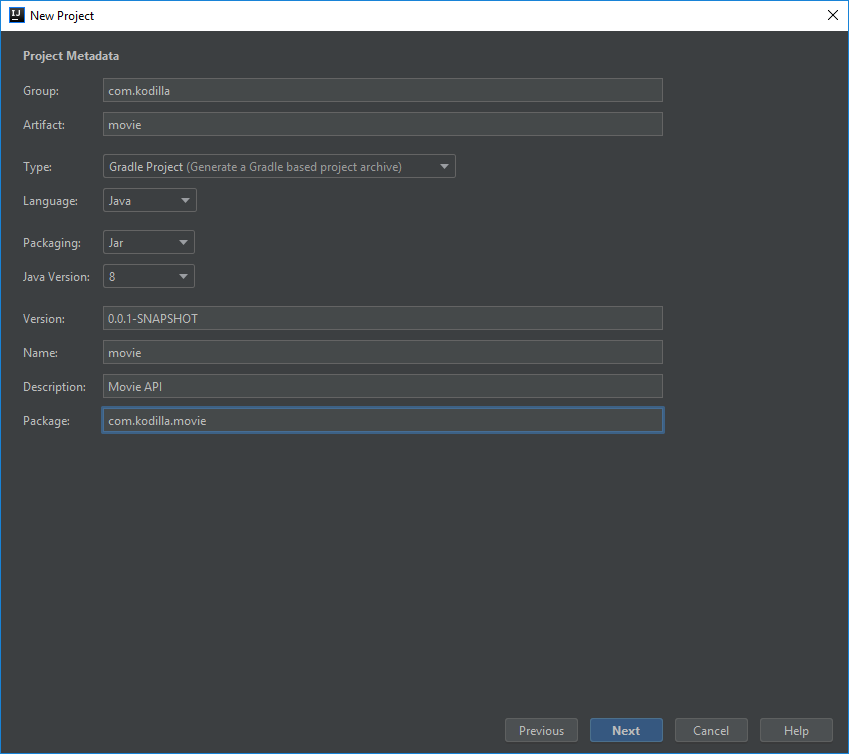 IJ New Project
Project Metadata
Group: com.kodilla
Artifact: movie
Type: Gradle Project (Generate a Gradle based project archive)
Language: Java
Packaging: Jar
Java Version: 8
Version: 0.0.1-SNAPSHOT
Name: movie
Description: Movie API
Package: com.kodilla.movie
Previous Next Cancel Help